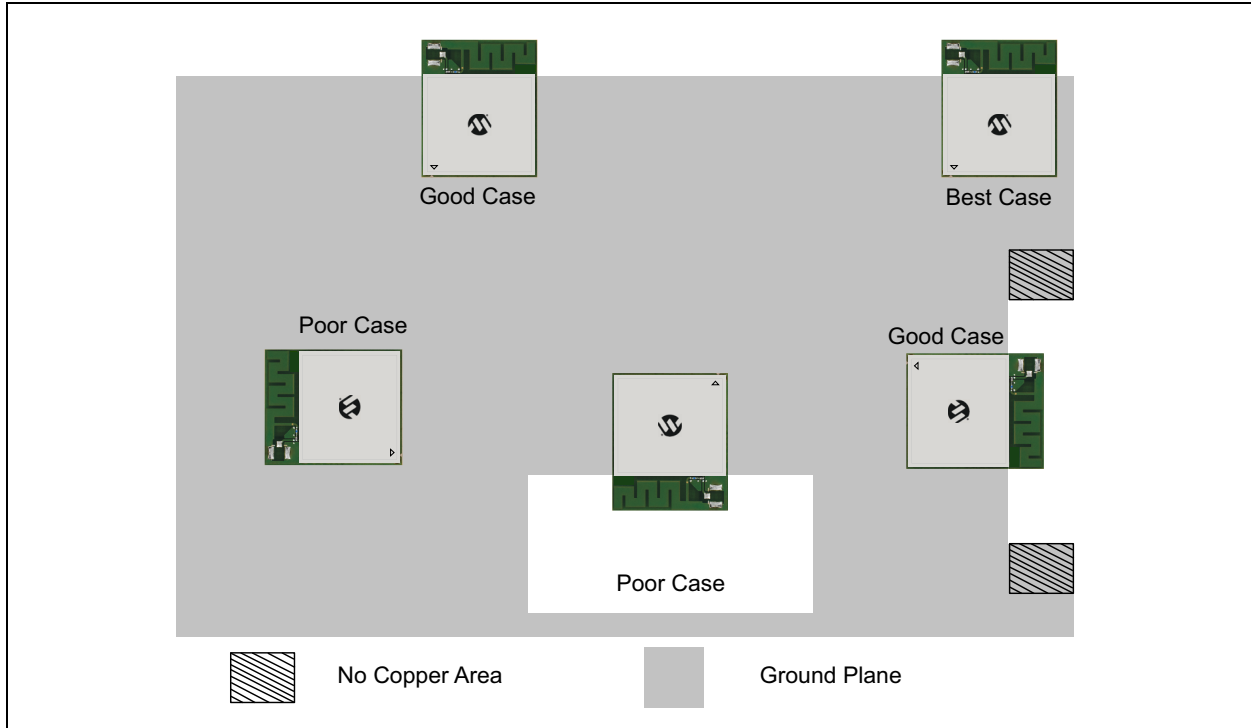 Good Case
Best Case
Poor Case
Good Case
Poor Case
No Copper Area
Ground Plane